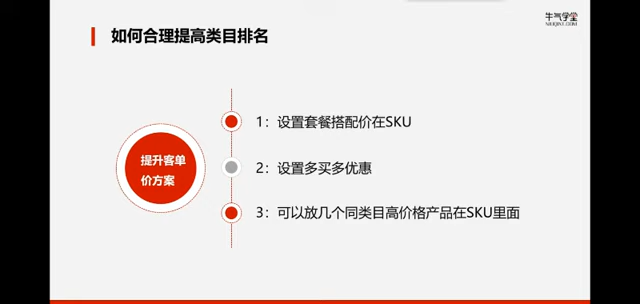 如何合理提高类目排名
牛气学堂
NIUQIXX.COM
提升客单
价方案
1：设置套餐搭配价在SKU
2：设置多买多优惠
3：可以放几个同类目高价格产品在SKU里面